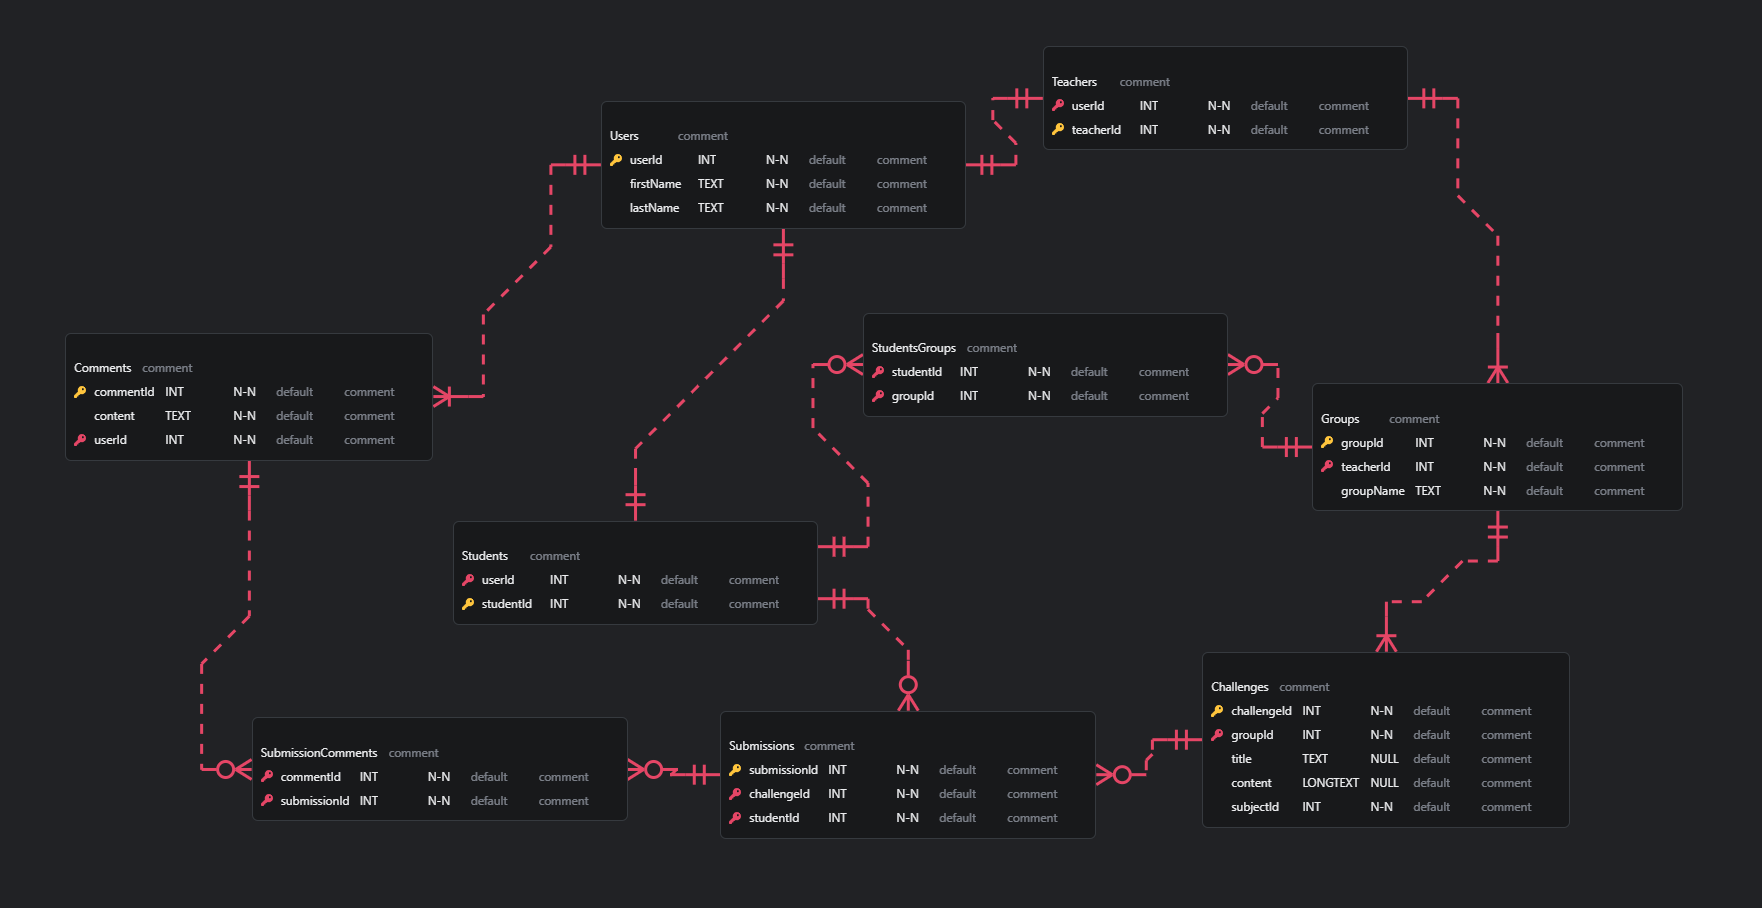 Teachers comment
userId INT N-N default comment
teacherId INT N-N default comment
Users comment
userId INT N-N default comment
firstName TEXT N-N default comment
lastName TEXT N-N default comment
Comments comment
commentId INT N-N default comment
content TEXT N-N default comment
userId INT N-N default comment
StudentsGroups comment
studentId INT N-N default comment
groupId INT N-N default comment
Groups comment
groupId INT N-N default comment
teacherId INT N-N default comment
groupName TEXT N-N default comment
Students comment
userId INT N-N default comment
studentId INT N-N default comment
SubmissionComments comment
commentId INT N-N default comment
submissionId INT N-N default comment
Submissions comment
submissionId INT N-N default comment
challengeId INT N-N default comment
studentId INT N-N default comment
Challenges comment
challengeId INT N-N default comment
groupId INT N-N default comment
title TEXT NULL default comment
content LONGTEXT NULL default comment
subjectId INT N-N default comment